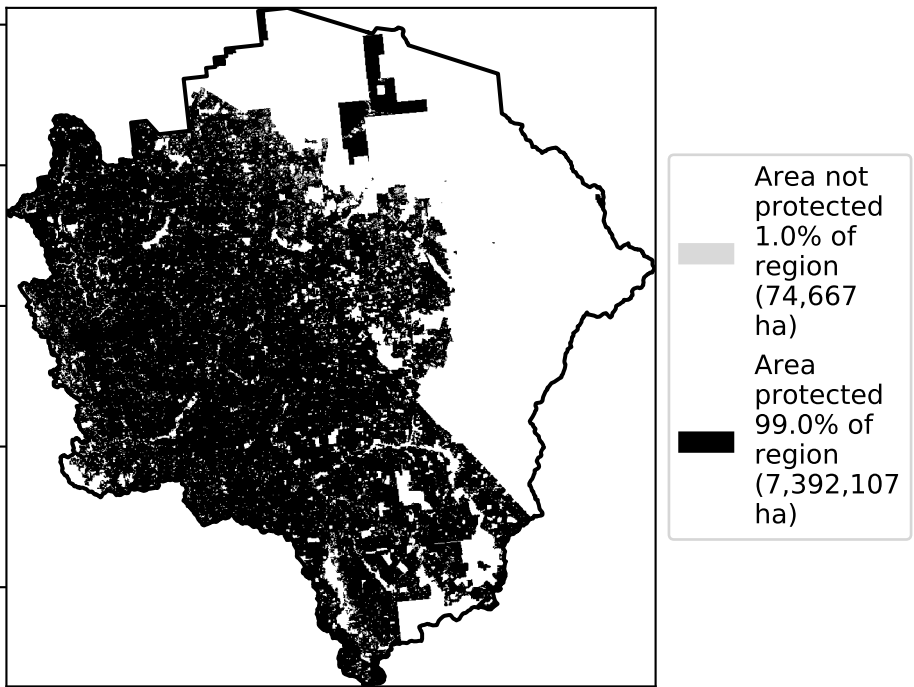 Area not
protected
1.0% of
region
(74,667
ha)
Area
protected
99.0% of
region
(7,392,107
ha)